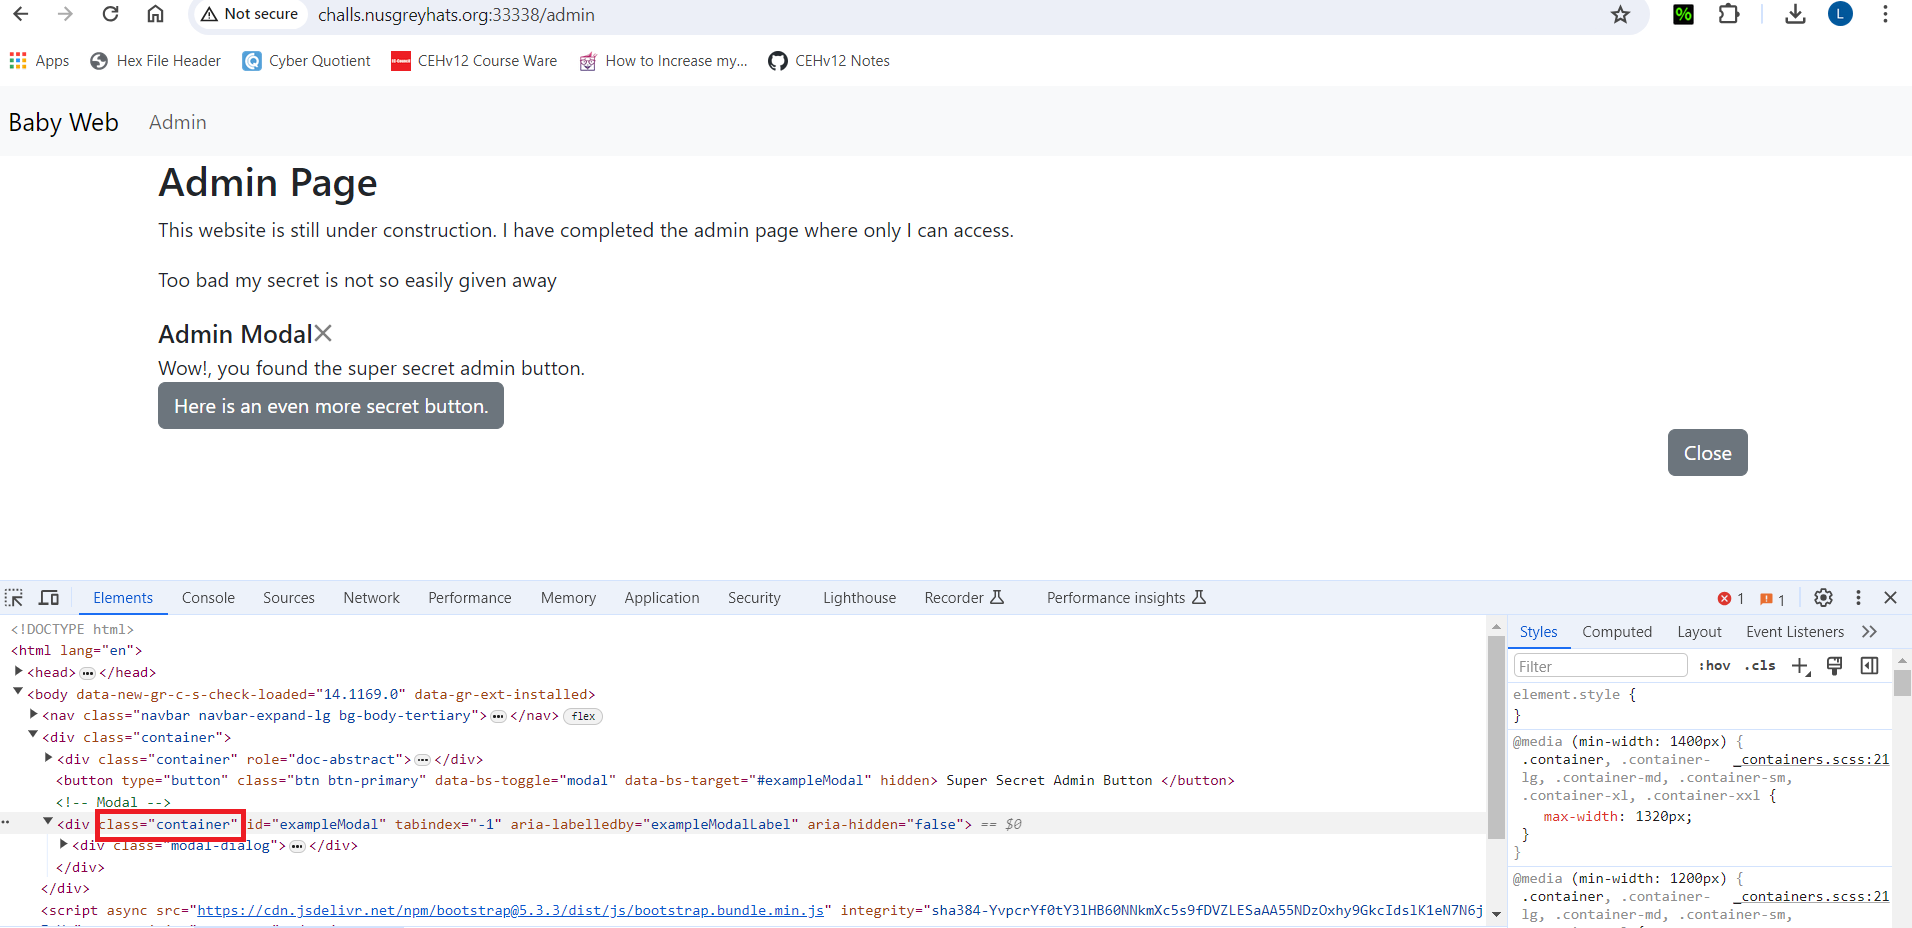 Not secure challs.nusgreyhats.org:33338/admin % L
Apps Hex File Header Cyber Quotient CEHv12 Course Ware How to Increase my... CEHv12 Notes
Baby Web Admin
Admin Page
This website is still under construction. I have completed the admin page where only I can access.
Too bad my secret is not so easily given away
Admin Modal
Wow!, you found the super secret admin button.
Here is an even more secret button.
Close
Elements Console Sources Network Performance Memory Application Security Lighthouse Recorder Performance insights 1 1
<!DOCTYPE html>
<html lang="en">
<head> ••• </head>
<body data-new-gr-c-s-check-loaded="14.1169.0" data-gr-ext-installed>
<nav class="navbar navbar-expand-lg bg-body-tertiary"> ••• </nav> flex
<div class="container">
<div class="container" role="doc-abstract"> ••• </div>
<button type="button" class="btn btn-primary" data-bs-toggle="modal" data-bs-target="#exampleModal" hidden> Super Secret Admin Button </button>
<!-- Modal -->
<div class="container" id="exampleModal" tabindex="-1" aria-labelledby="exampleModalLabel" aria-hidden="false"> == $0
<div class="modal-dialog"> ••• </div>
</div>
</div>
<script async src="https://cdn.jsdelivr.net/npm/bootstrap@5.3.3/dist/js/bootstrap.bundle.min.js" integrity="sha384-YvpcrYf0tY3lHB60NNkmXc5s9fDVZLESaAA55NDzOxhy9GkcIdslK1eN7N6j
Styles Computed Layout Event Listeners
Filter :hov .cls
element.style {
}
@media (min-width: 1400px) {
.container, .container- _containers.scss:21
lg, .container-md, .container-sm,
.container-xl, .container-xxl {
max-width: 1320px;
}
}
@media (min-width: 1200px) {
.container, .container- _containers.scss:21
lg, .container-md, .container-sm,